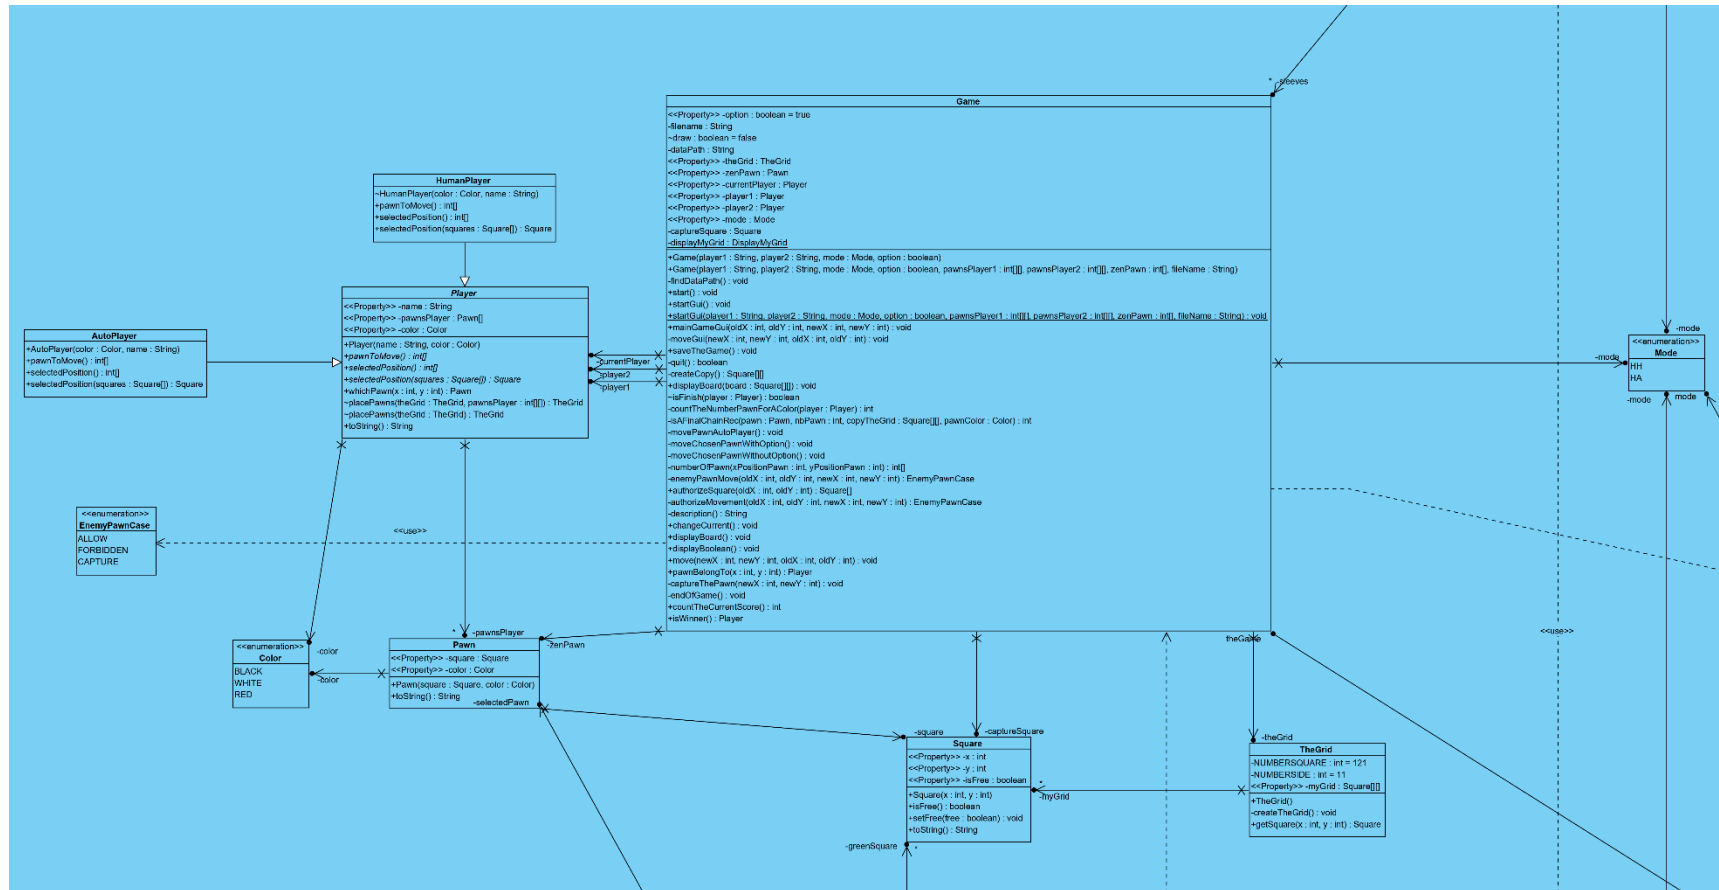 * -sleeves
Game
<<Property>> -option : boolean = true
-filename : String
~draw : boolean = false
-dataPath : String
<<Property>> -theGrid : TheGrid
<<Property>> -zenPawn : Pawn
<<Property>> -currentPlayer : Player
<<Property>> -player1 : Player
<<Property>> -player2 : Player
<<Property>> -mode : Mode
-captureSquare : Square
-displayMyGrid : DisplayMyGrid
+Game(player1 : String, player2 : String, mode : Mode, option : boolean)
+Game(player1 : String, player2 : String, mode : Mode, option : boolean, pawnsPlayer1 : int[][], pawnsPlayer2 : int[][], zenPawn : int[], fileName : String)
-findDataPath() : void
+start() : void
+startGui() : void
+startGui(player1 : String, player2 : String, mode : Mode, option : boolean, pawnsPlayer1 : int[][], pawnsPlayer2 : int[][], zenPawn : int[], fileName : String) : void
+mainGameGui(oldX : int, oldY : int, newX : int, newY : int) : void
-moveGui(newX : int, newY : int, oldX : int, oldY : int) : void
+saveTheGame() : void
-quit() : boolean
-createCopy() : Square[][]
+displayBoard(board : Square[][]) : void
~isFinish(player : Player) : boolean
-countTheNumberPawnForAColor(player : Player) : int
-isAFinalChainRec(pawn : Pawn, nbPawn : int, copyTheGrid : Square[][], pawnColor : Color) : int
-movePawnAutoPlayer() : void
-moveChosenPawnWithOption() : void
-moveChosenPawnWithoutOption() : void
-numberOfPawn(xPositionPawn : int, yPositionPawn : int) : int[]
-enemyPawnMove(oldX : int, oldY : int, newX : int, newY : int) : EnemyPawnCase
+authorizeSquare(oldX : int, oldY : int) : Square[]
-authorizeMovement(oldX : int, oldY : int, newX : int, newY : int) : EnemyPawnCase
-description() : String
+changeCurrent() : void
+displayBoard() : void
+displayBoolean() : void
+move(newX : int, newY : int, oldX : int, oldY : int) : void
+pawnBelongTo(x : int, y : int) : Player
-captureThePawn(newX : int, newY : int) : void
-endOfGame() : void
+countTheCurrentScore() : int
+isWinner() : Player
HumanPlayer
~HumanPlayer(color : Color, name : String)
+pawnToMove() : int[]
+selectedPosition() : int[]
+selectedPosition(squares : Square[]) : Square
Player
<<Property>> -name : String
<<Property>> -pawnsPlayer : Pawn[]
<<Property>> -color : Color
+Player(name : String, color : Color)
+pawnToMove() : int[]
+selectedPosition() : int[]
+selectedPosition(squares : Square[]) : Square
+whichPawn(x : int, y : int) : Pawn
~placePawns(theGrid : TheGrid, pawnsPlayer : int[][]) : TheGrid
~placePawns(theGrid : TheGrid) : TheGrid
+toString() : String
AutoPlayer
+AutoPlayer(color : Color, name : String)
+pawnToMove() : int[]
+selectedPosition() : int[]
+selectedPosition(squares : Square[]) : Square
-currentPlayer
-player2
-player1
-mode
-mode
<<enumeration>>
Mode
HH
HA
-mode
mode
<<enumeration>>
EnemyPawnCase
ALLOW
FORBIDDEN
CAPTURE
<<use>>
<<use>>
<<enumeration>>
Color
BLACK
WHITE
RED
-color
-color
* -pawnsPlayer
-zenPawn
Pawn
<<Property>> -square : Square
<<Property>> -color : Color
+Pawn(square : Square, color : Color)
+toString() : String
-selectedPawn
theGame
-square
-captureSquare
Square
<<Property>> -x : int
<<Property>> -y : int
<<Property>> -isFree : boolean
+Square(x : int, y : int)
+isFree() : boolean
+setFree(free : boolean) : void
+toString() : String
*
-myGrid
-greenSquare *
-theGrid
TheGrid
-NUMBERSQUARE : int = 121
-NUMBERSIDE : int = 11
<<Property>> -myGrid : Square[][]
+TheGrid()
-createTheGrid() : void
+getSquare(x : int, y : int) : Square